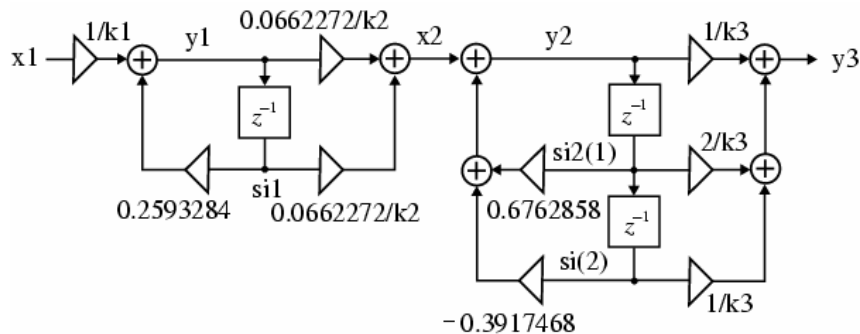 0.0662272/k2
1/k1
y1
x2
y2
1/k3
x1
y3
z⁻¹
z⁻¹
si2(1)
2/k3
0.2593284
si1
0.0662272/k2
0.6762858
z⁻¹
si(2)
−0.3917468
1/k3